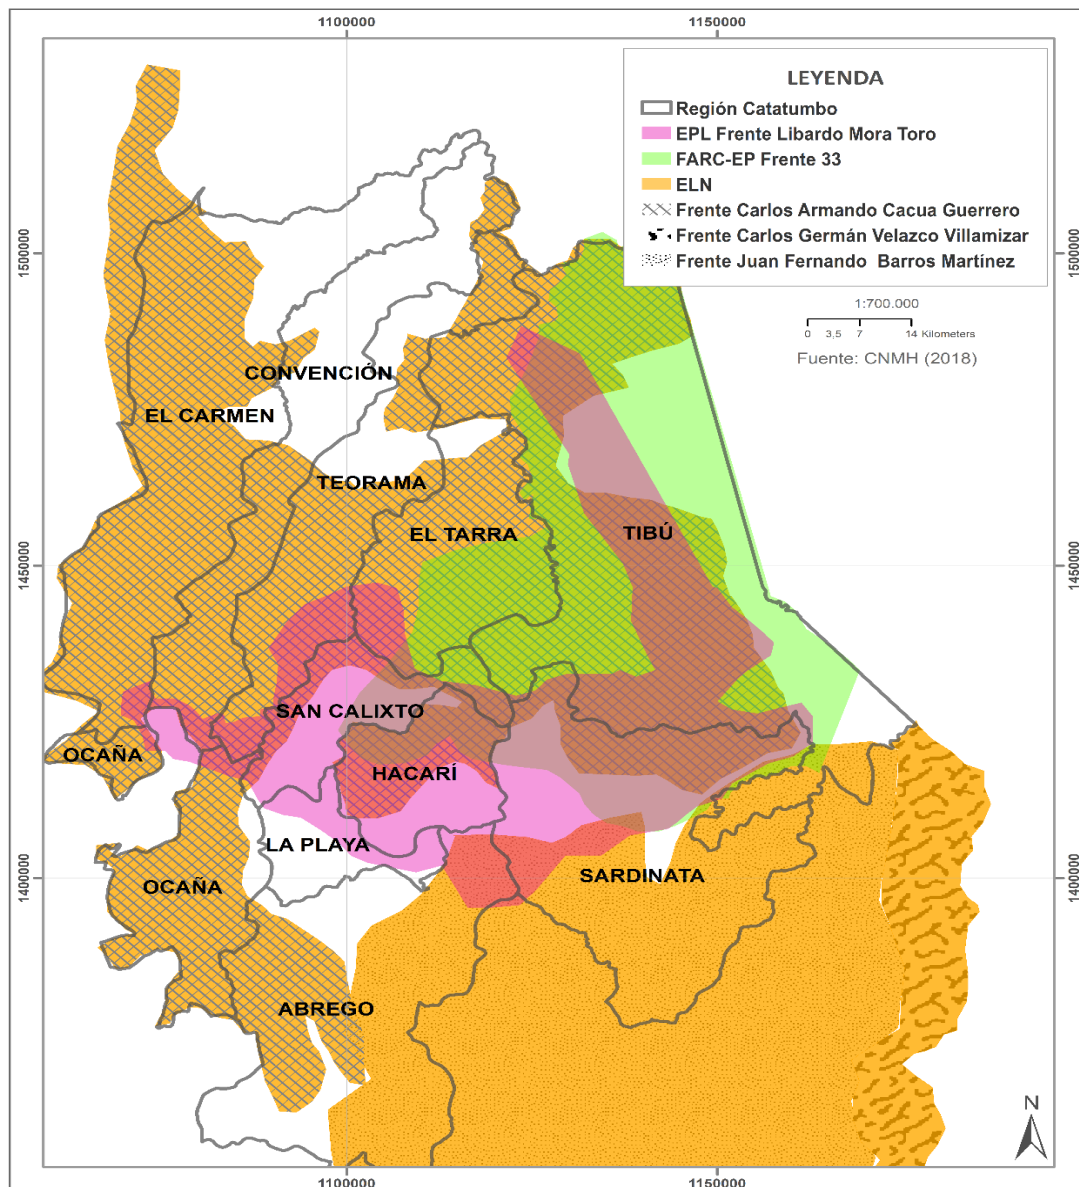 1100000
1150000
LEYENDA
Región Catatumbo
EPL Frente Libardo Mora Toro
FARC-EP Frente 33
ELN
Frente Carlos Armando Cacua Guerrero
Frente Carlos Germán Velazco Villamizar
Frente Juan Fernando Barros Martínez
1:700.000
0 3,5 7 14 Kilometers
Fuente: CNMH (2018)
1500000
1500000
CONVENCIÓN
EL CARMEN
TEORAMA
EL TARRA
TIBÚ
1450000
1450000
SAN CALIXTO
OCAÑA
HACARÍ
LA PLAYA
SARDINATA
OCAÑA
1400000
1400000
ABREGO
N
1100000
1150000